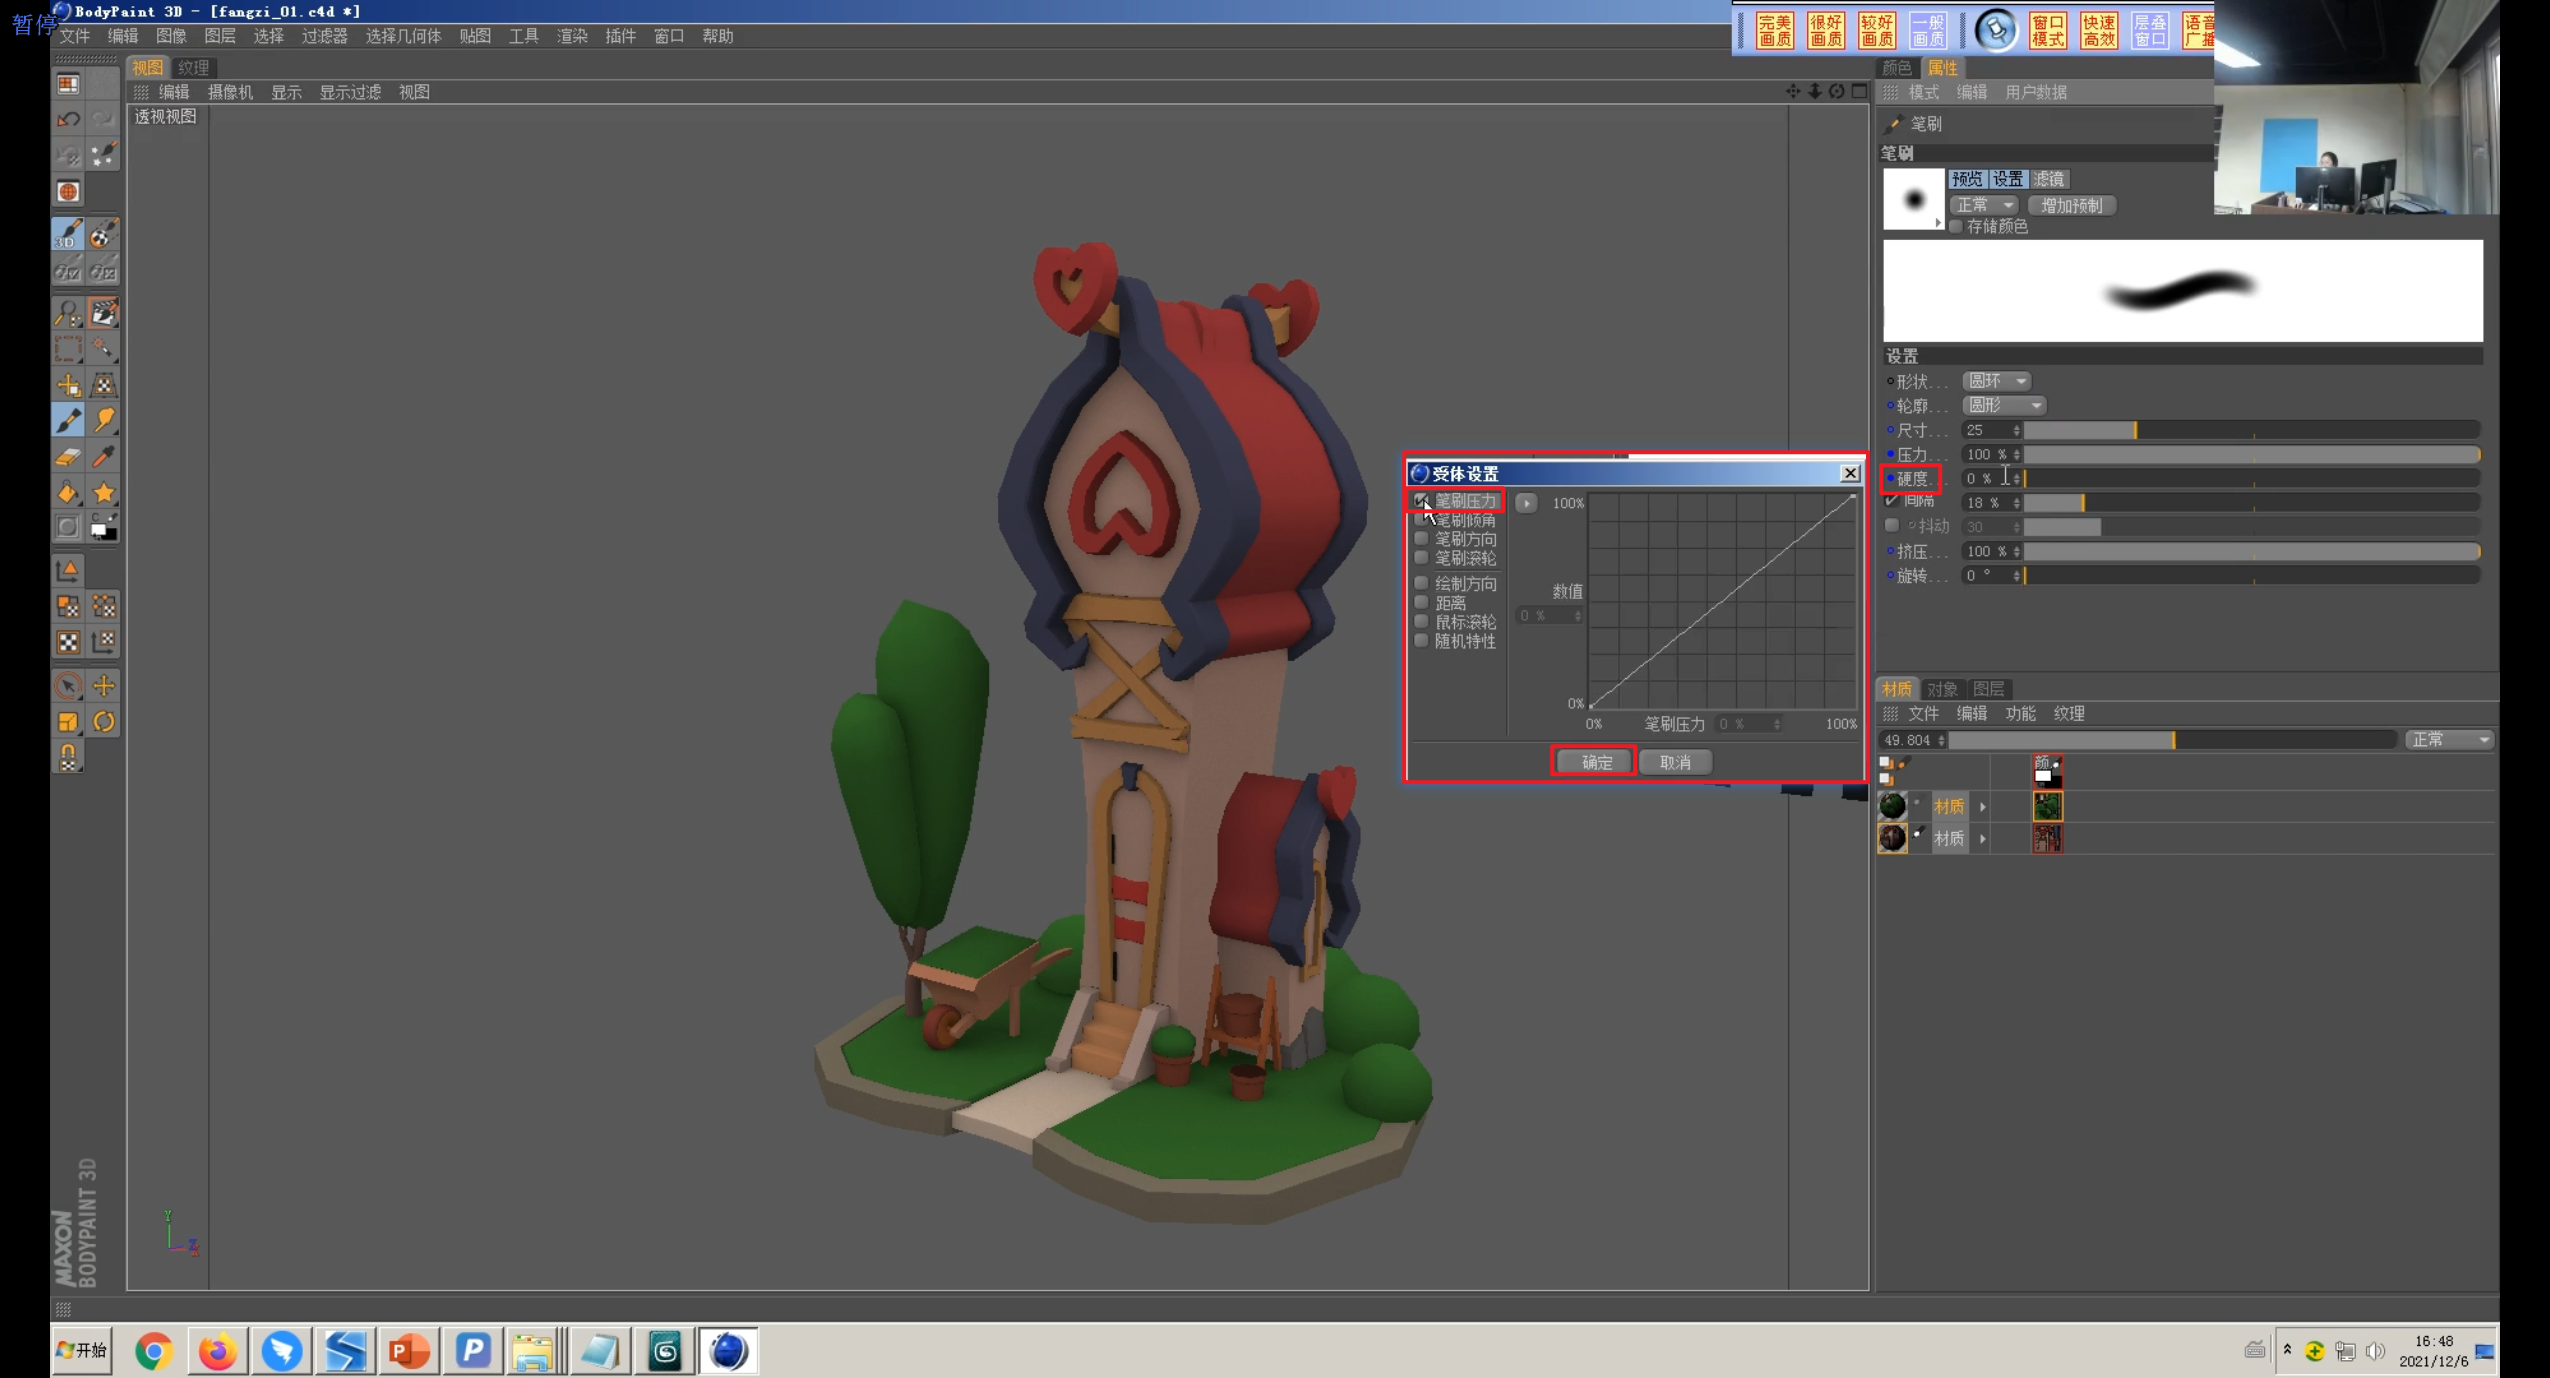 暂停
BodyPaint 3D - [fangzi_01.c4d *]
文件 编辑 图像 图层 选择 过滤器 选择几何体 贴图 工具 渲染 插件 窗口 帮助
完美画质 很好画质 较好画质 一般画质 窗口模式 快速高效 层叠窗口
视图 纹理
编辑 摄像机 显示 显示过滤 视图
透视视图
颜色 属性
模式 编辑 用户数据
笔刷
笔刷
预览 设置 滤镜
正常 增加预制
存储颜色
设置
形状... 圆环
轮廓... 圆形
尺寸... 25
压力... 100 %
硬度 0 %
间隔 18 %
抖动 30
挤压... 100 %
旋转... 0 °
受体设置
笔刷压力
笔刷倾角
笔刷方向
笔刷滚轮
绘制方向
距离
鼠标滚轮
随机特性
100%
数值
0 %
0%
0% 笔刷压力 0 % 100%
确定 取消
材质 对象 图层
文件 编辑 功能 纹理
49.804 正常
颜
材质
材质
3D
MAXON
BODYPAINT 3D
Y
Z
开始
16:48
2021/12/6